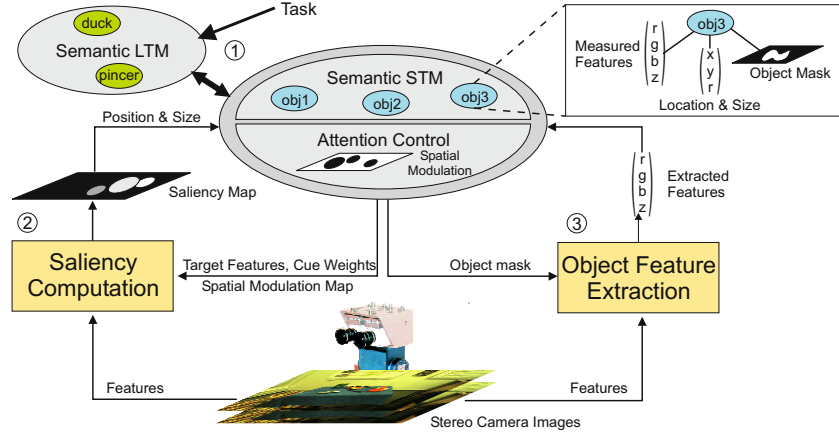 duck
Task
Semantic LTM
①
pincer
Semantic STM
obj1
obj2
obj3
Attention Control
Spatial
Modulation
obj3
Measured
Features
r
g
b
z
x
y
r
Object Mask
Location & Size
Position & Size
Saliency Map
②
Saliency
Computation
Target Features, Cue Weights
Spatial Modulation Map
Object mask
r
g
b
z
Extracted
Features
③
Object Feature
Extraction
Features
Features
Stereo Camera Images